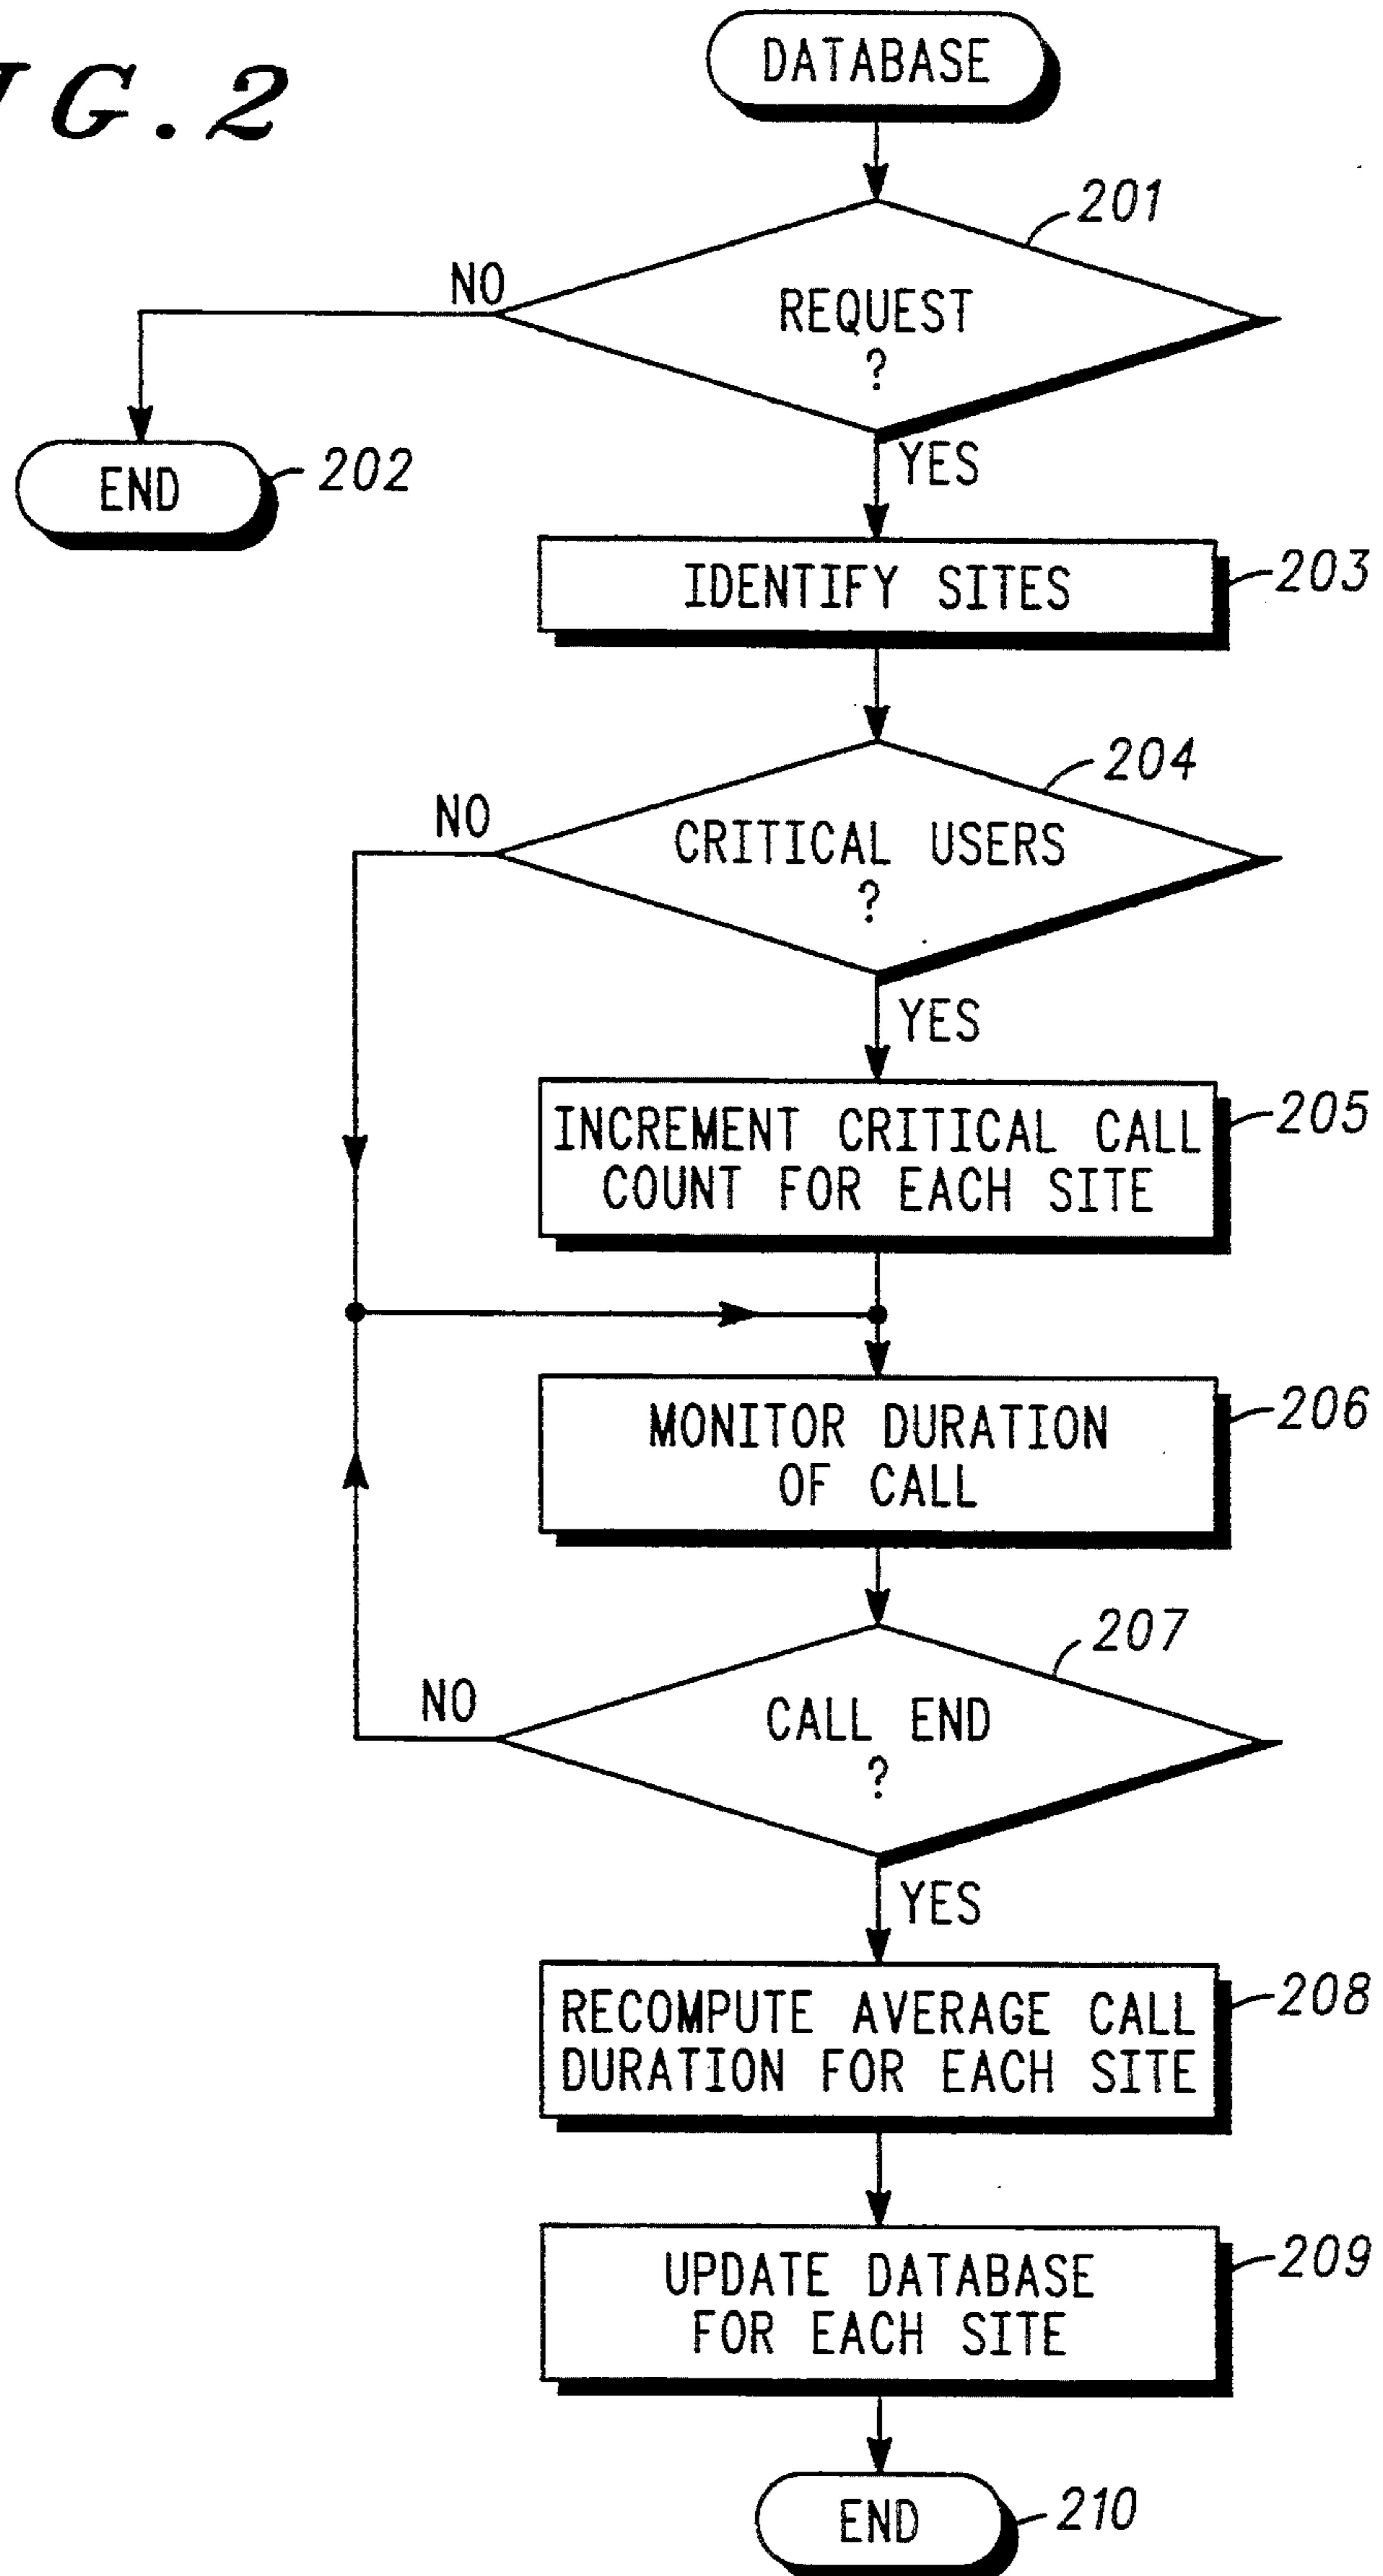 G.2
DATABASE
201
NO
REQUEST
?
YES
END
202
IDENTIFY SITES
203
204
NO
CRITICAL USERS
?
YES
INCREMENT CRITICAL CALL
COUNT FOR EACH SITE
205
MONITOR DURATION
OF CALL
206
207
NO
CALL END
?
YES
RECOMPUTE AVERAGE CALL
DURATION FOR EACH SITE
208
UPDATE DATABASE
FOR EACH SITE
209
END
210